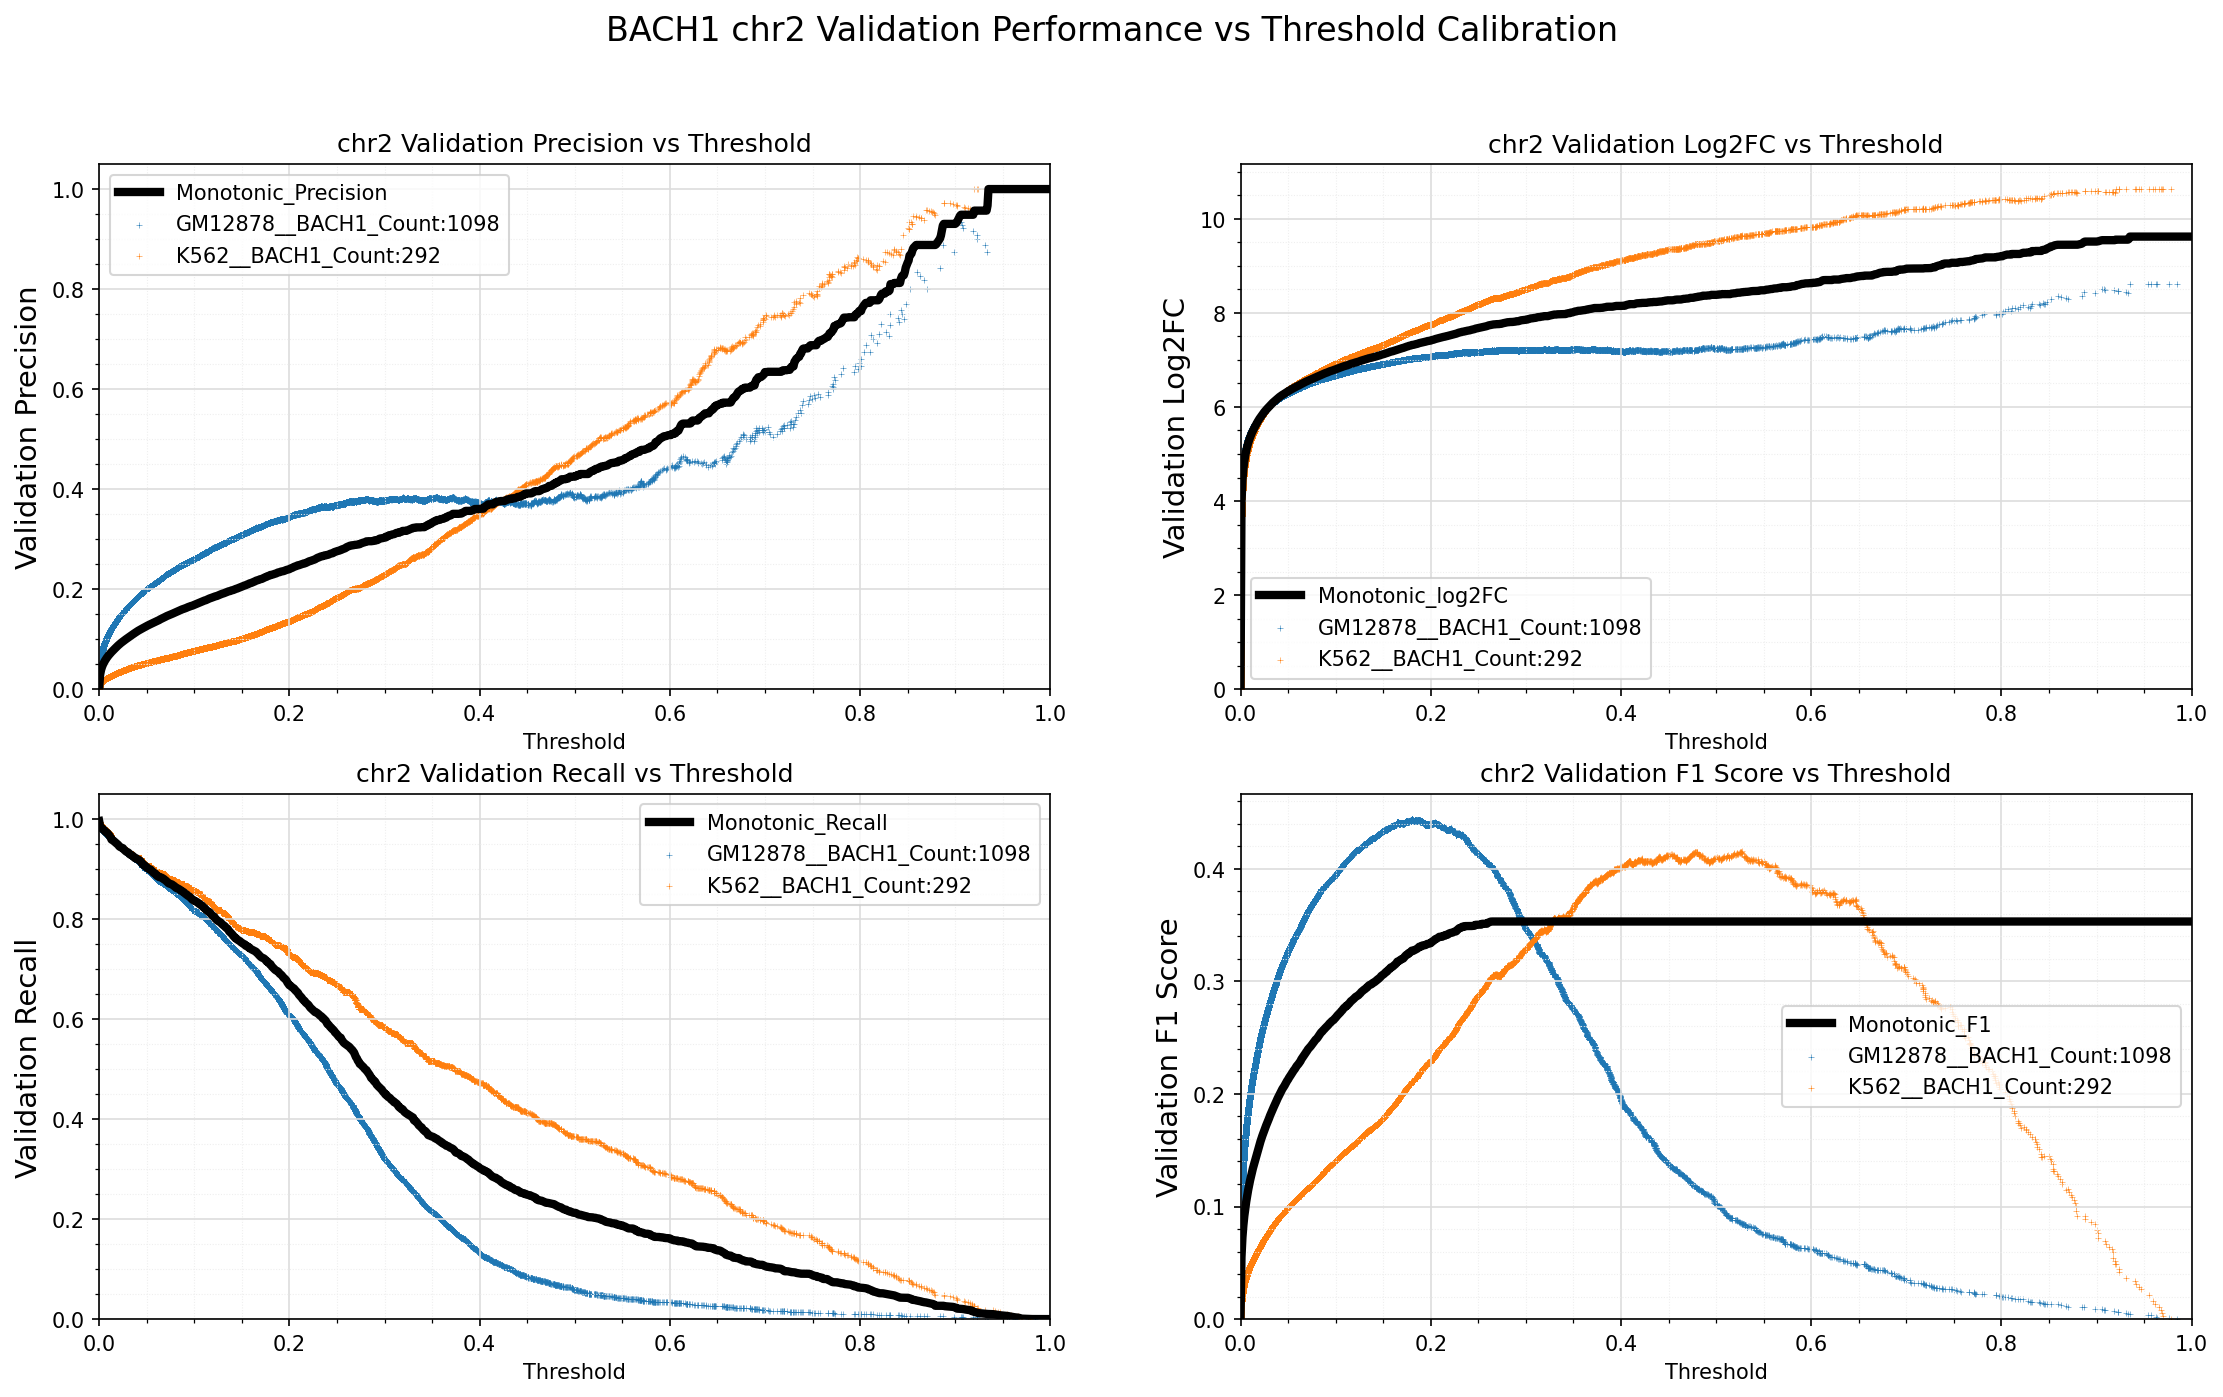 BACH1 chr2 Validation Performance vs Threshold Calibration
chr2 Validation Precision vs Threshold
Validation Precision
1.0
0.8
0.6
0.4
0.2
0.0
Monotonic_Precision
GM12878__BACH1_Count:1098
K562__BACH1_Count:292
0.0 0.2 0.4 0.6 0.8 1.0
Threshold
chr2 Validation Log2FC vs Threshold
Validation Log2FC
10
8
6
4
2
0
Monotonic_log2FC
GM12878__BACH1_Count:1098
K562__BACH1_Count:292
0.0 0.2 0.4 0.6 0.8 1.0
Threshold
chr2 Validation Recall vs Threshold
Validation Recall
1.0
0.8
0.6
0.4
0.2
0.0
Monotonic_Recall
GM12878__BACH1_Count:1098
K562__BACH1_Count:292
0.0 0.2 0.4 0.6 0.8 1.0
Threshold
chr2 Validation F1 Score vs Threshold
Validation F1 Score
0.4
0.3
0.2
0.1
0.0
Monotonic_F1
GM12878__BACH1_Count:1098
K562__BACH1_Count:292
0.0 0.2 0.4 0.6 0.8 1.0
Threshold